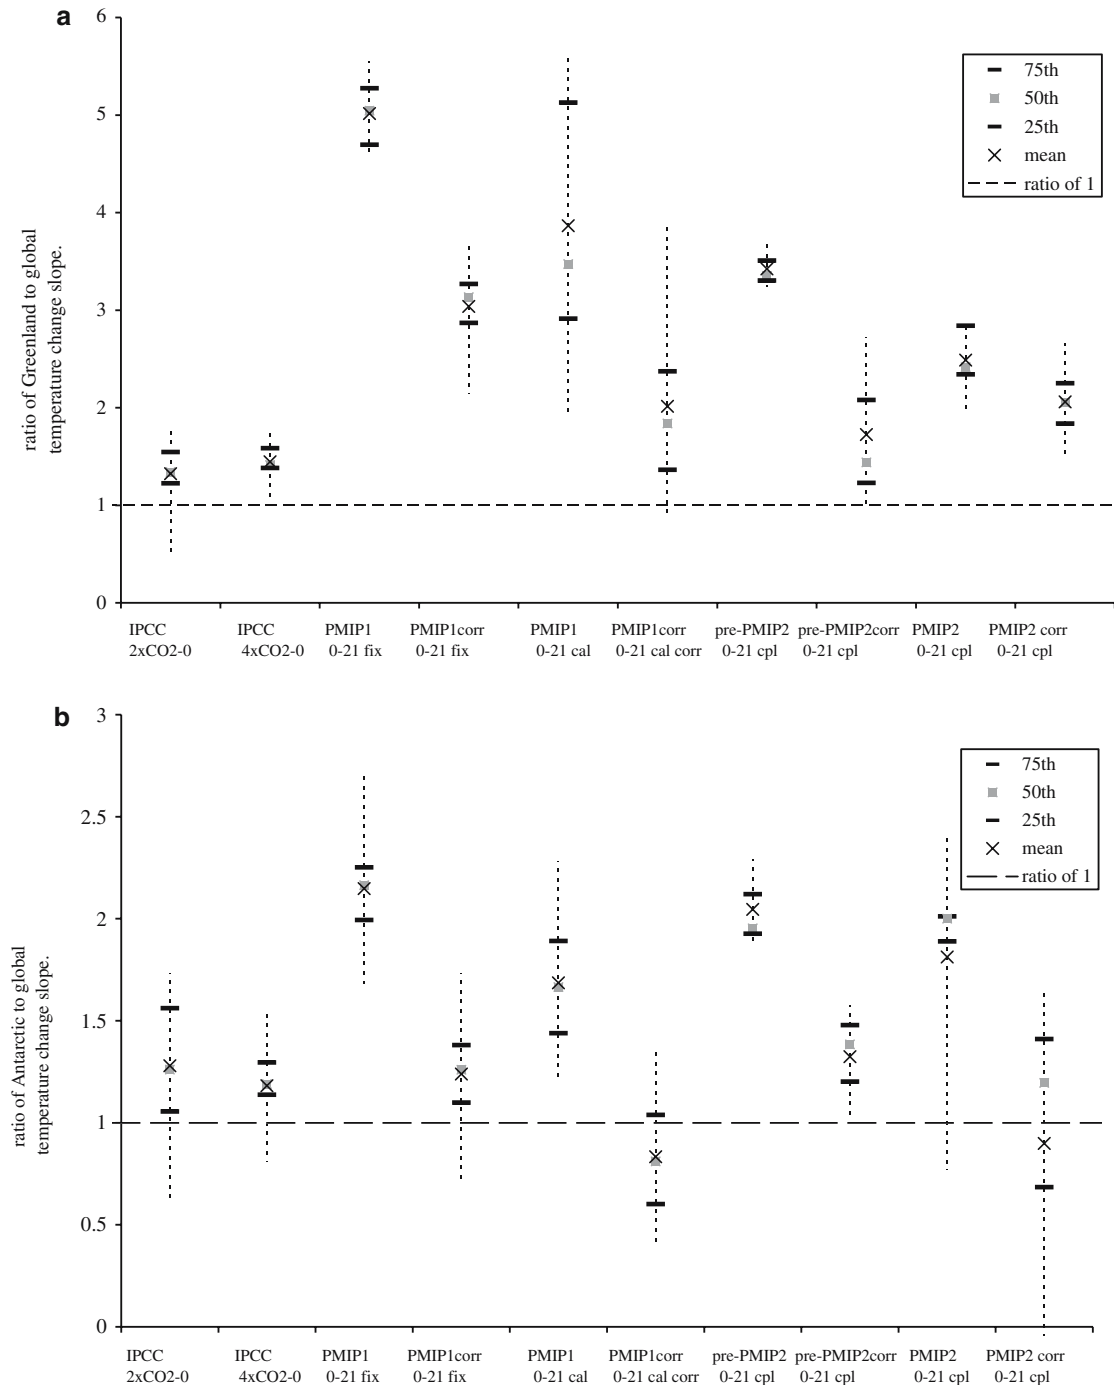 a
6
5
4
3
2
1
0
ratio of Greenland to global
temperature change slope.
75th
50th
25th
mean
ratio of 1
IPCC
2xCO2-0
IPCC
4xCO2-0
PMIP1
0-21 fix
PMIP1corr
0-21 fix
PMIP1
0-21 cal
PMIP1corr
0-21 cal corr
pre-PMIP2
0-21 cpl
pre-PMIP2corr
0-21 cpl
PMIP2
0-21 cpl
PMIP2 corr
0-21 cpl
b
3
2.5
2
1.5
1
0.5
0
ratio of Antarctic to global
temperature change slope.
75th
50th
25th
mean
ratio of 1
IPCC
2xCO2-0
IPCC
4xCO2-0
PMIP1
0-21 fix
PMIP1corr
0-21 fix
PMIP1
0-21 cal
PMIP1corr
0-21 cal corr
pre-PMIP2
0-21 cpl
pre-PMIP2corr
0-21 cpl
PMIP2
0-21 cpl
PMIP2 corr
0-21 cpl